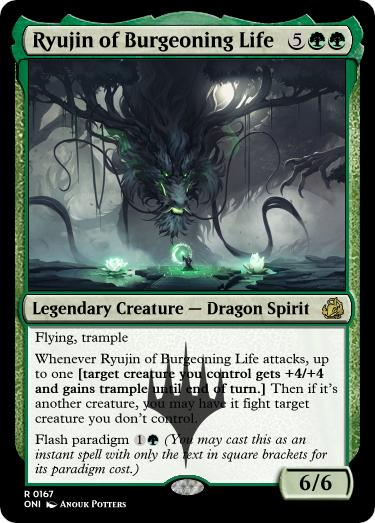 Ryujin of Burgeoning Life 5
Legendary Creature — Dragon Spirit
Flying, trample
Whenever Ryujin of Burgeoning Life attacks, up
to one [target creature you control gets +4/+4
and gains trample until end of turn.] Then if it's
another creature, you may have it fight target
creature you don't control.
Flash paradigm 1 (You may cast this as an
instant spell with only the text in square brackets for
its paradigm cost.)
6/6
R 0167
ONI Anouk Potters